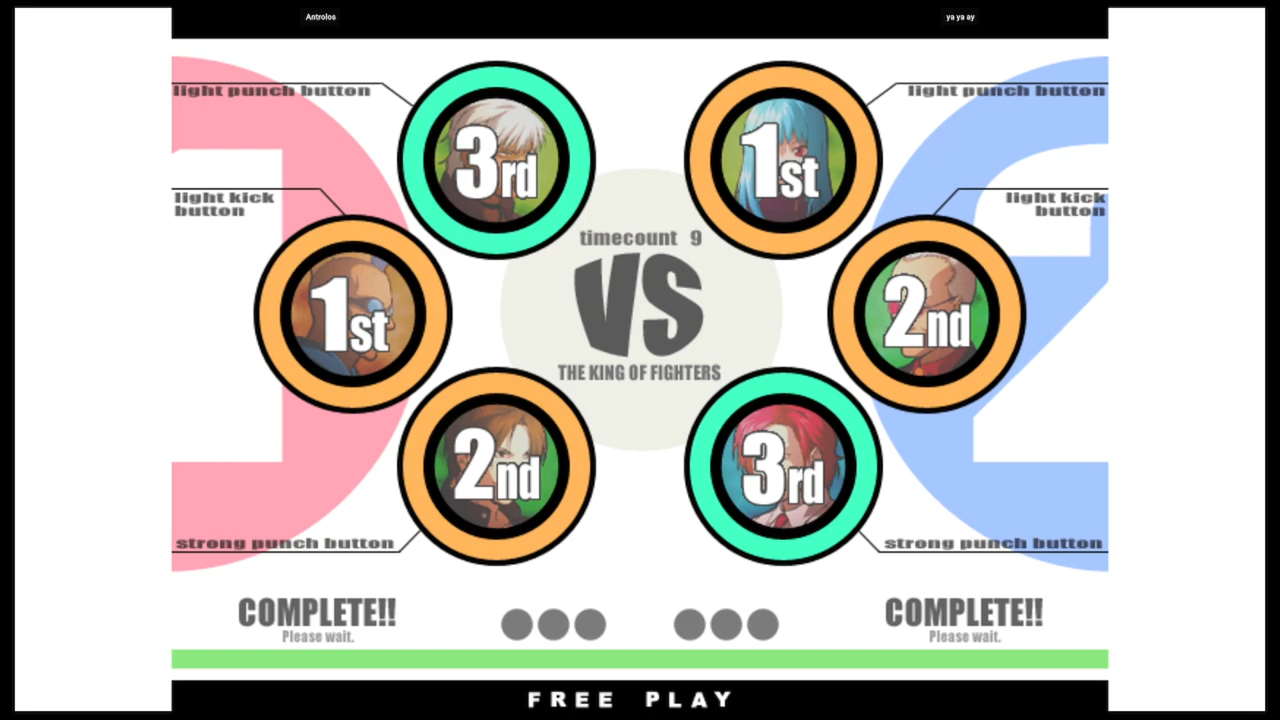 Antrolos
ya ya ay
light punch button
light punch button
3rd
1st
light kick
button
light kick
button
timecount 9
VS
THE KING OF FIGHTERS
1st
2nd
2nd
3rd
strong punch button
strong punch button
COMPLETE!!
Please wait.
COMPLETE!!
Please wait.
FREE PLAY